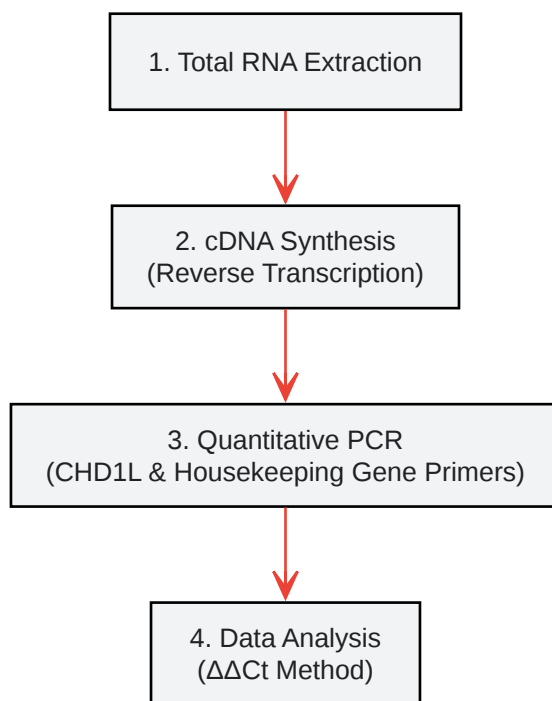 1. Total RNA Extraction
2. cDNA Synthesis
(Reverse Transcription)
3. Quantitative PCR
(CHD1L & Housekeeping Gene Primers)
4. Data Analysis
(ΔΔCt Method)